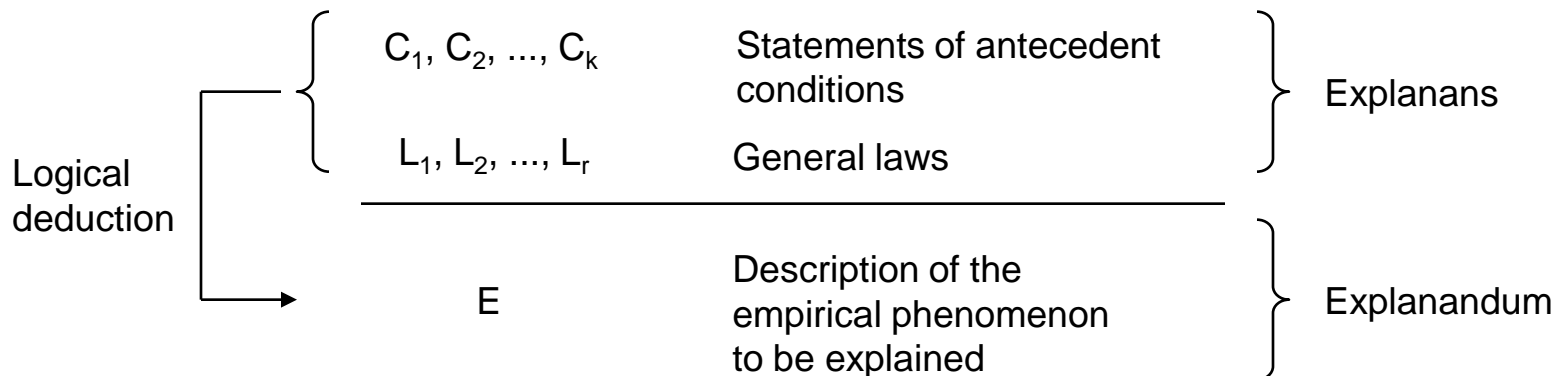 C₁, C₂, ..., Cₖ
Statements of antecedent
conditions
Explanans
L₁, L₂, ..., Lᵣ
General laws
Logical
deduction
E
Description of the
empirical phenomenon
to be explained
Explanandum